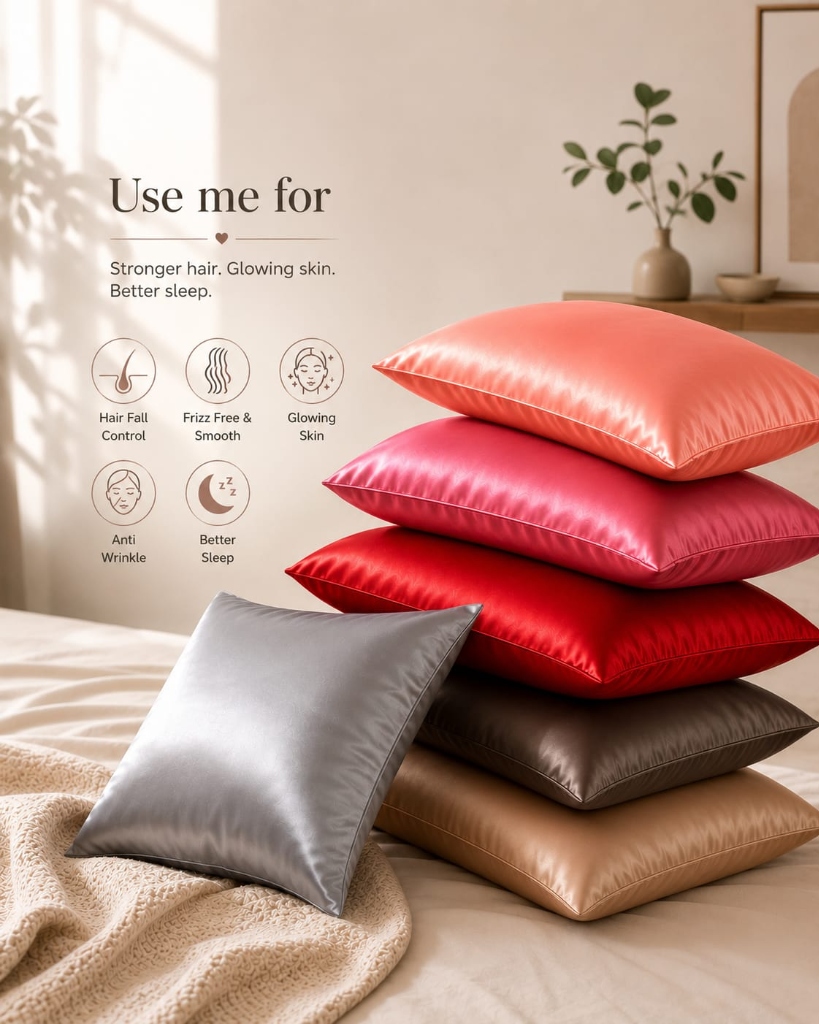 Use me for
Stronger hair. Glowing skin.
Better sleep.
Hair Fall
Control
Frizz Free &
Smooth
Glowing
Skin
Anti
Wrinkle
Better
Sleep